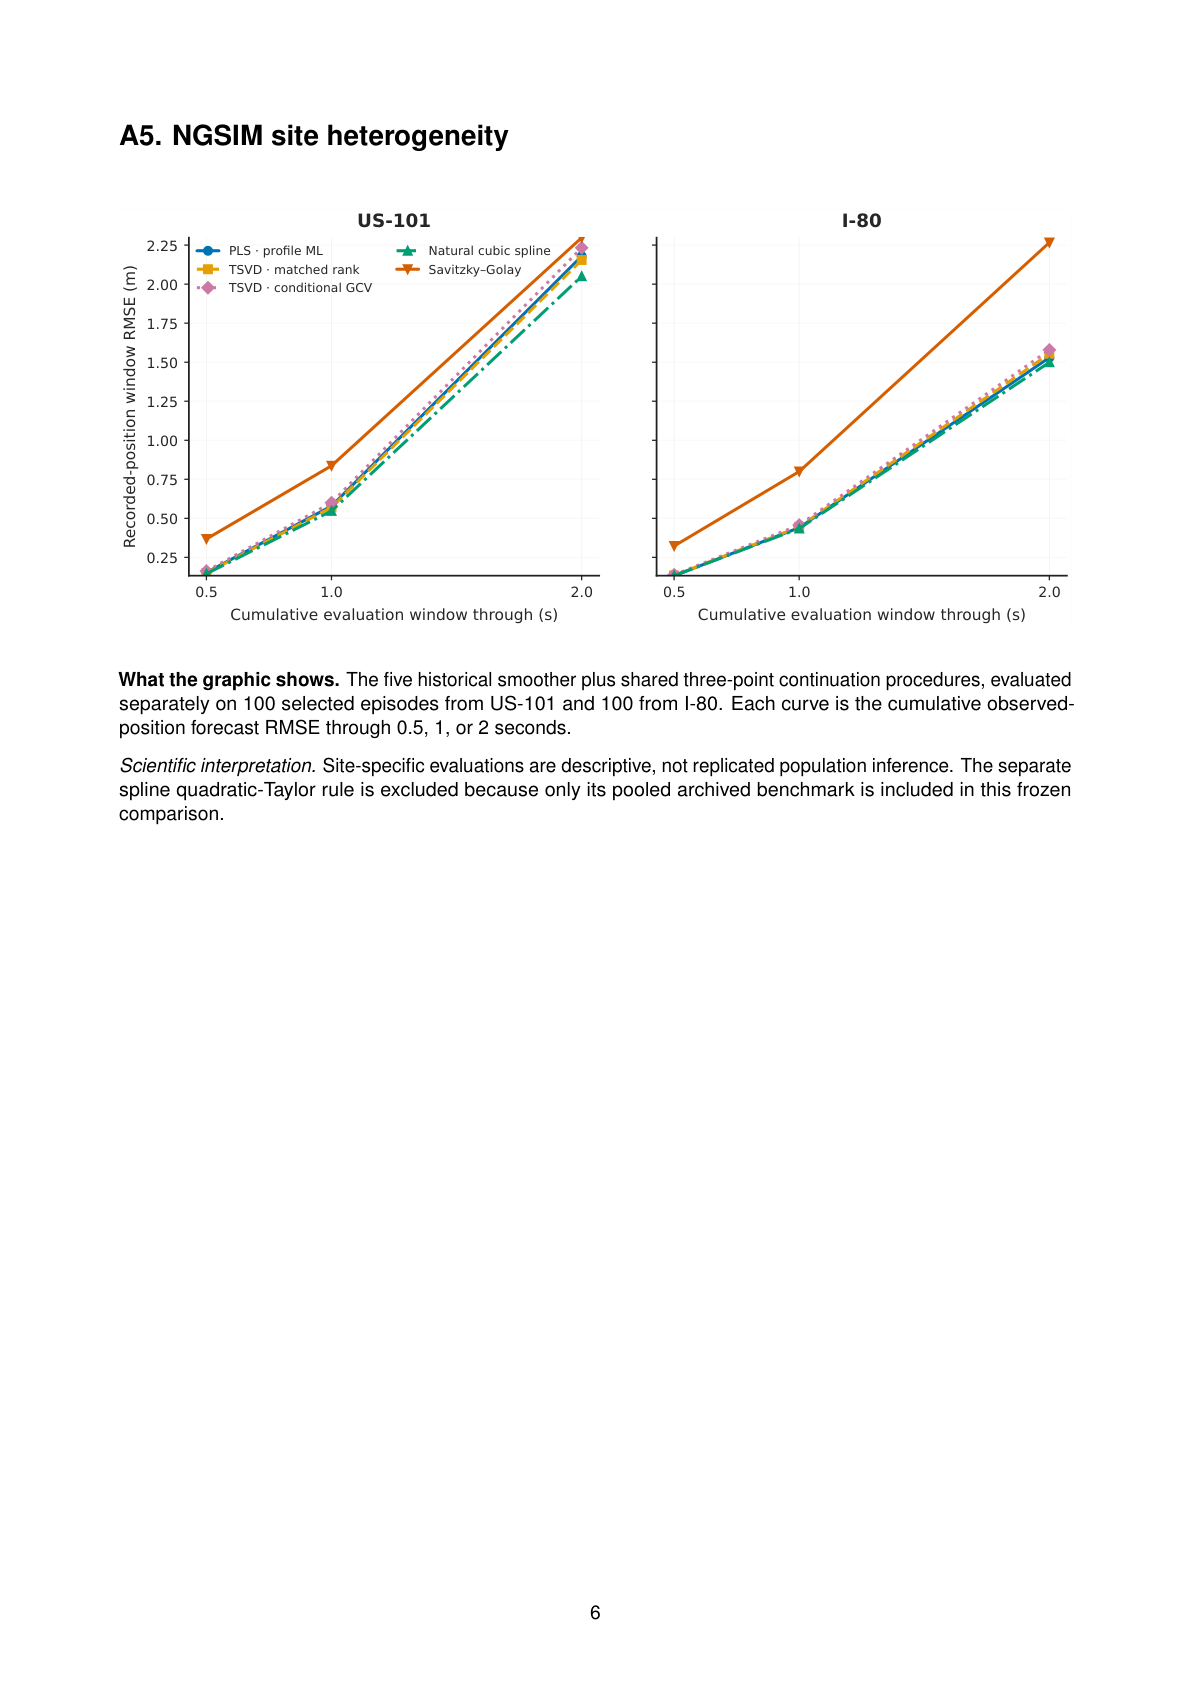 A5. NGSIM site heterogeneity
US-101
I-80
Recorded-position window RMSE (m)
2.25
2.00
1.75
1.50
1.25
1.00
0.75
0.50
0.25
PLS · profile ML
TSVD · matched rank
TSVD · conditional GCV
Natural cubic spline
Savitzky–Golay
0.5 1.0 2.0
Cumulative evaluation window through (s)
0.5 1.0 2.0
Cumulative evaluation window through (s)
What the graphic shows. The five historical smoother plus shared three-point continuation procedures, evaluated
separately on 100 selected episodes from US-101 and 100 from I-80. Each curve is the cumulative observed-
position forecast RMSE through 0.5, 1, or 2 seconds.
Scientific interpretation. Site-specific evaluations are descriptive, not replicated population inference. The separate
spline quadratic-Taylor rule is excluded because only its pooled archived benchmark is included in this frozen
comparison.
6